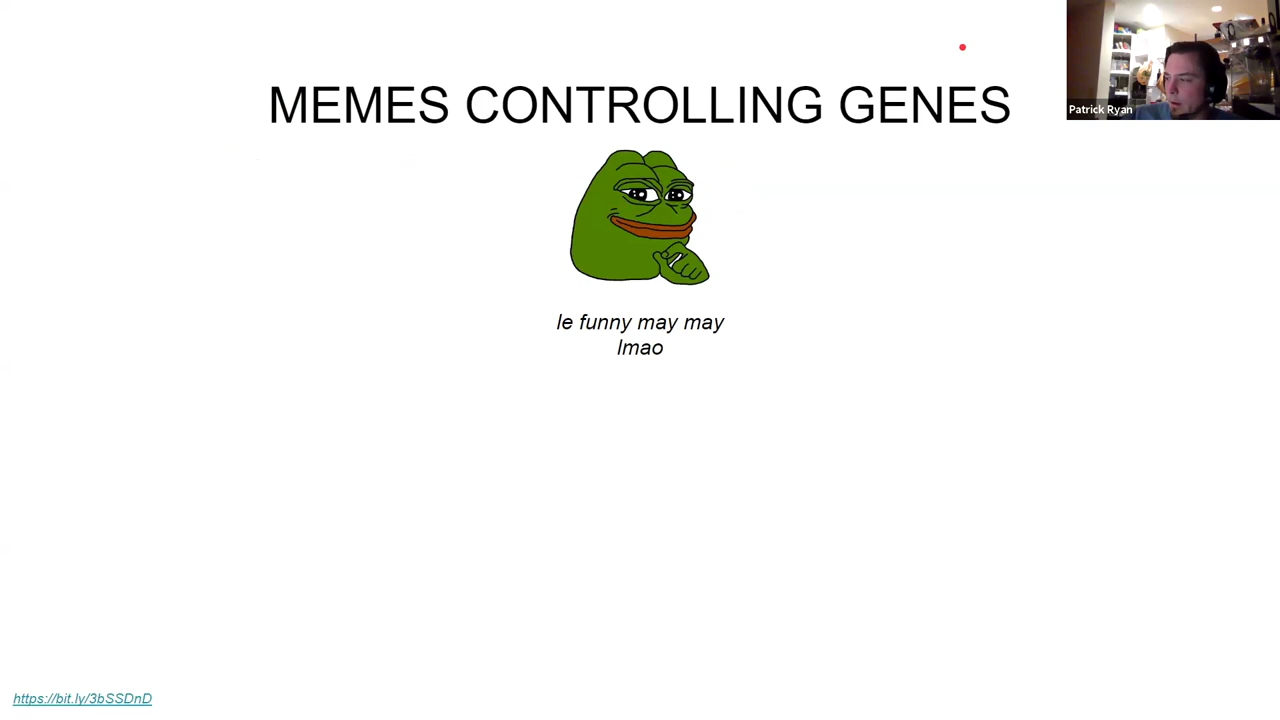 MEMES CONTROLLING GENES
Patrick Ryan
le funny may may
lmao
https://bit.ly/3bSSDnD